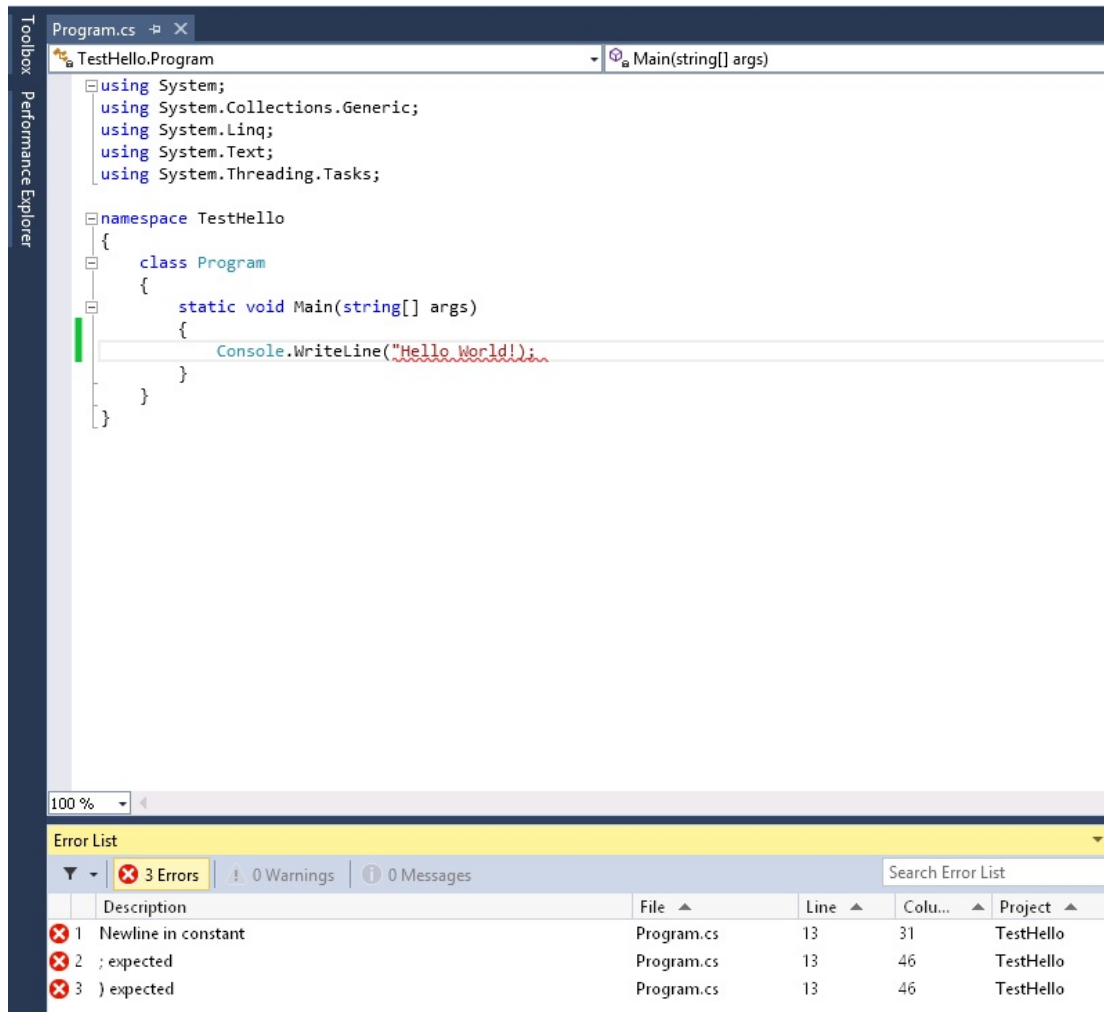 Toolbox
Performance Explorer
Program.cs
TestHello.Program
Main(string[] args)
using System;
using System.Collections.Generic;
using System.Linq;
using System.Text;
using System.Threading.Tasks;
namespace TestHello
{
class Program
{
static void Main(string[] args)
{
Console.WriteLine("Hello World!);
}
}
}
100 %
Error List
3 Errors 0 Warnings 0 Messages Search Error List
Description File Line Colu... Project
1 Newline in constant Program.cs 13 31 TestHello
2 ; expected Program.cs 13 46 TestHello
3 ) expected Program.cs 13 46 TestHello